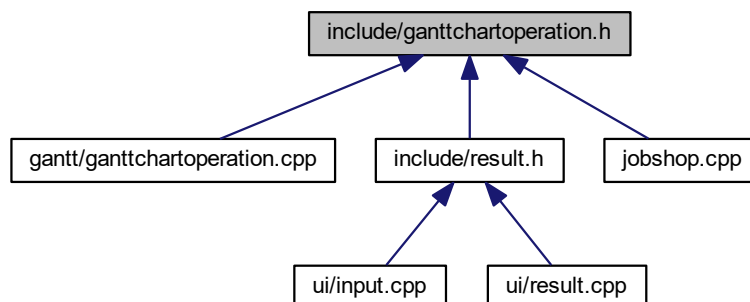 include/ganttchartoperation.h
gantt/ganttchartoperation.cpp
include/result.h
jobshop.cpp
ui/input.cpp
ui/result.cpp